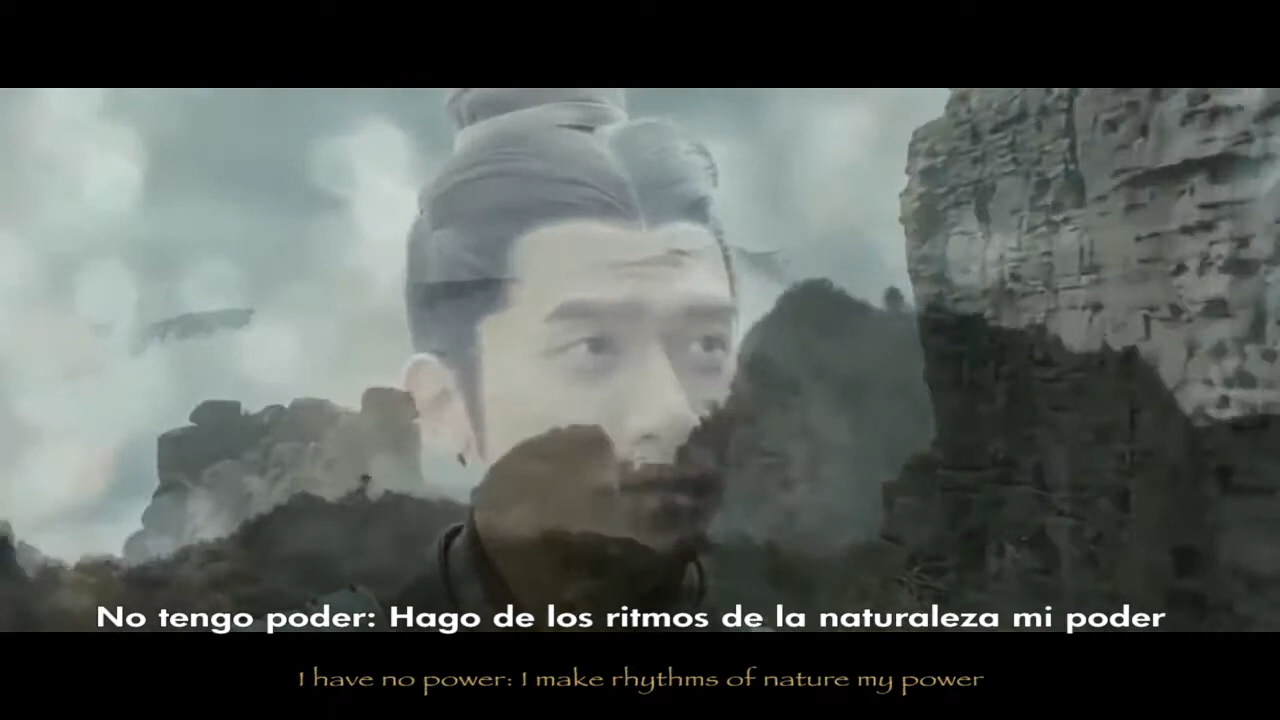 No tengo poder: Hago de los ritmos de la naturaleza mi poder
I have no power: I make rhythms of nature my power